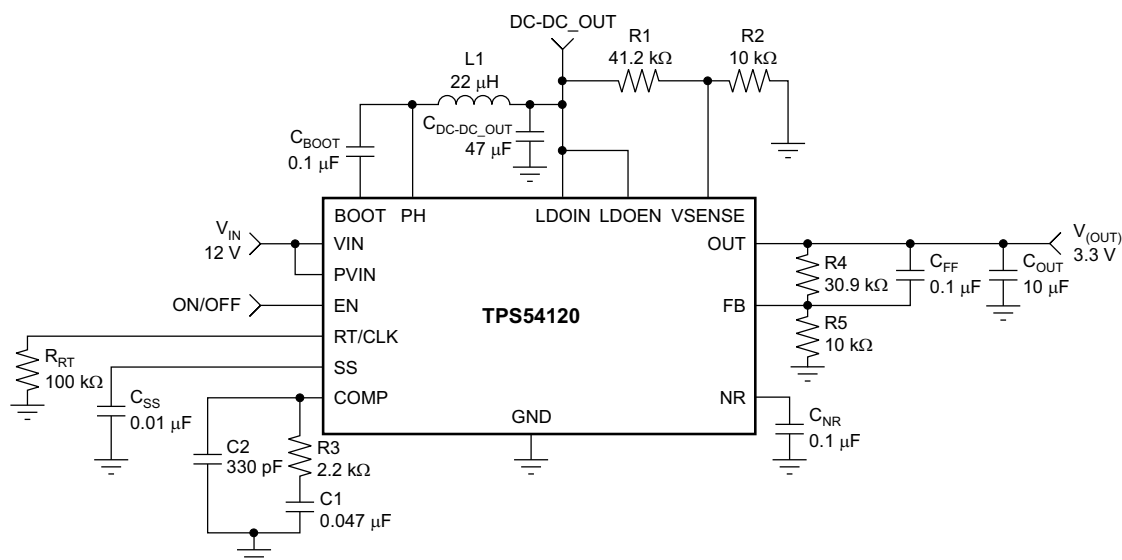 DC-DC_OUT
R1
41.2 kΩ
R2
10 kΩ
L1
22 μH
C_DC-DC_OUT
47 μF
C_BOOT
0.1 μF
BOOT PH LDOIN LDOEN VSENSE
V_IN
12 V
VIN
PVIN
ON/OFF
EN
RT/CLK
SS
COMP
TPS54120
GND
OUT
FB
NR
R_RT
100 kΩ
C_SS
0.01 μF
C2
330 pF
R3
2.2 kΩ
C1
0.047 μF
R4
30.9 kΩ
R5
10 kΩ
C_FF
0.1 μF
C_OUT
10 μF
V_(OUT)
3.3 V
C_NR
0.1 μF